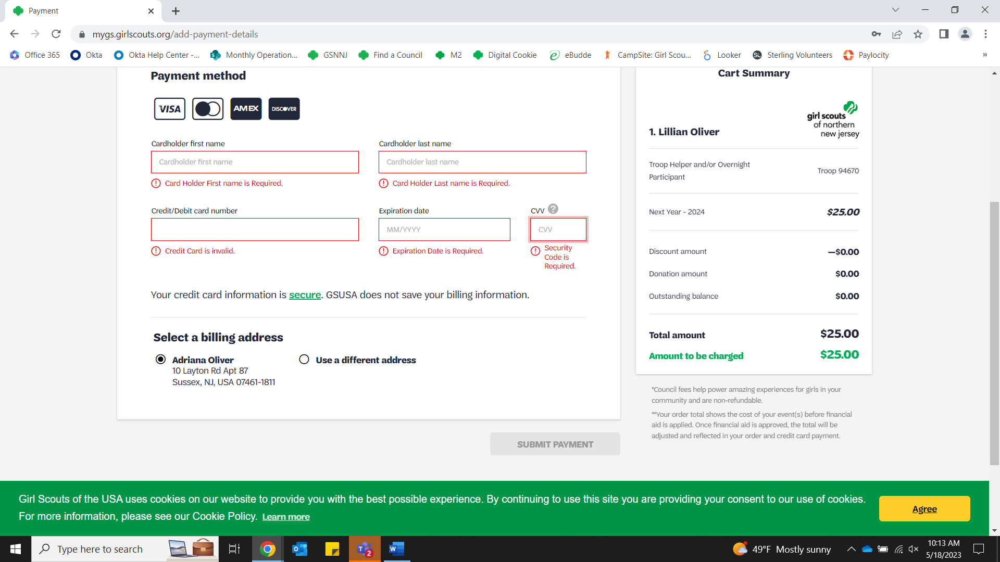 Payment
mygs.girlscouts.org/add-payment-details
Office 365 Okta Okta Help Center -... Monthly Operation... GSNNJ Find a Council M2 Digital Cookie eBudde CampSite: Girl Scou... Looker Sterling Volunteers Paylocity »
Payment method
VISA AMEX DISCOVER
Cardholder first name Cardholder last name
Cardholder first name Cardholder last name
Card Holder First name is Required. Card Holder Last name is Required.
Credit/Debit card number Expiration date CVV ?
MM/YYYY CVV
Credit Card is invalid. Expiration Date is Required. Security
Code is
Required.
Your credit card information is secure. GSUSA does not save your billing information.
Select a billing address
Adriana Oliver Use a different address
10 Layton Rd Apt 87
Sussex, NJ, USA 07461-1811
SUBMIT PAYMENT
Cart Summary
girl scouts
of northern
new jersey
1. Lillian Oliver
Troop Helper and/or Overnight
Participant
Troop 94670
Next Year - 2024 $25.00
Discount amount –$0.00
Donation amount $0.00
Outstanding balance $0.00
Total amount $25.00
Amount to be charged $25.00
*Council fees help power amazing experiences for girls in your
community and are non-refundable.
**Your order total shows the cost of your event(s) before financial
aid is applied. Once financial aid is approved, the total will be
adjusted and reflected in your order and credit card payment.
Girl Scouts of the USA uses cookies on our website to provide you with the best possible experience. By continuing to use this site you are providing your consent to our use of cookies.
For more information, please see our Cookie Policy. Learn more
Agree
Type here to search
2
49°F Mostly sunny
10:13 AM
5/18/2023